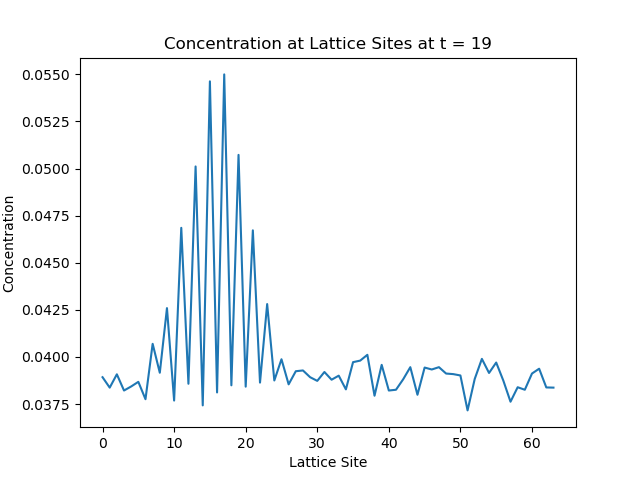 Concentration at Lattice Sites at t = 19
0.0550
0.0525
0.0500
0.0475
0.0450
0.0425
0.0400
0.0375
Concentration
0 10 20 30 40 50 60
Lattice Site